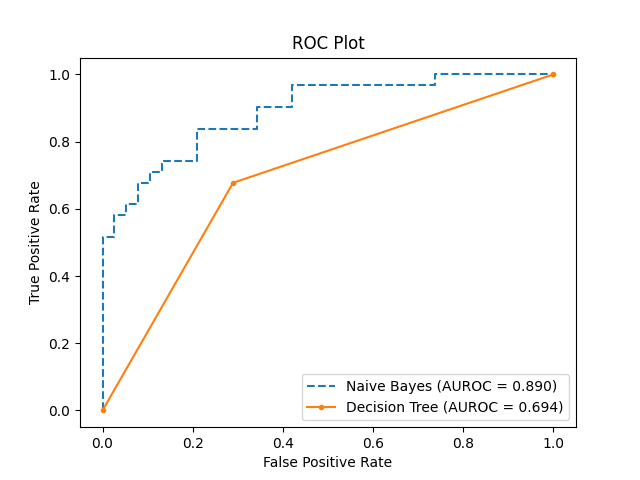 ROC Plot
1.0
0.8
0.6
0.4
0.2
0.0
True Positive Rate
Naive Bayes (AUROC = 0.890)
Decision Tree (AUROC = 0.694)
0.0 0.2 0.4 0.6 0.8 1.0
False Positive Rate